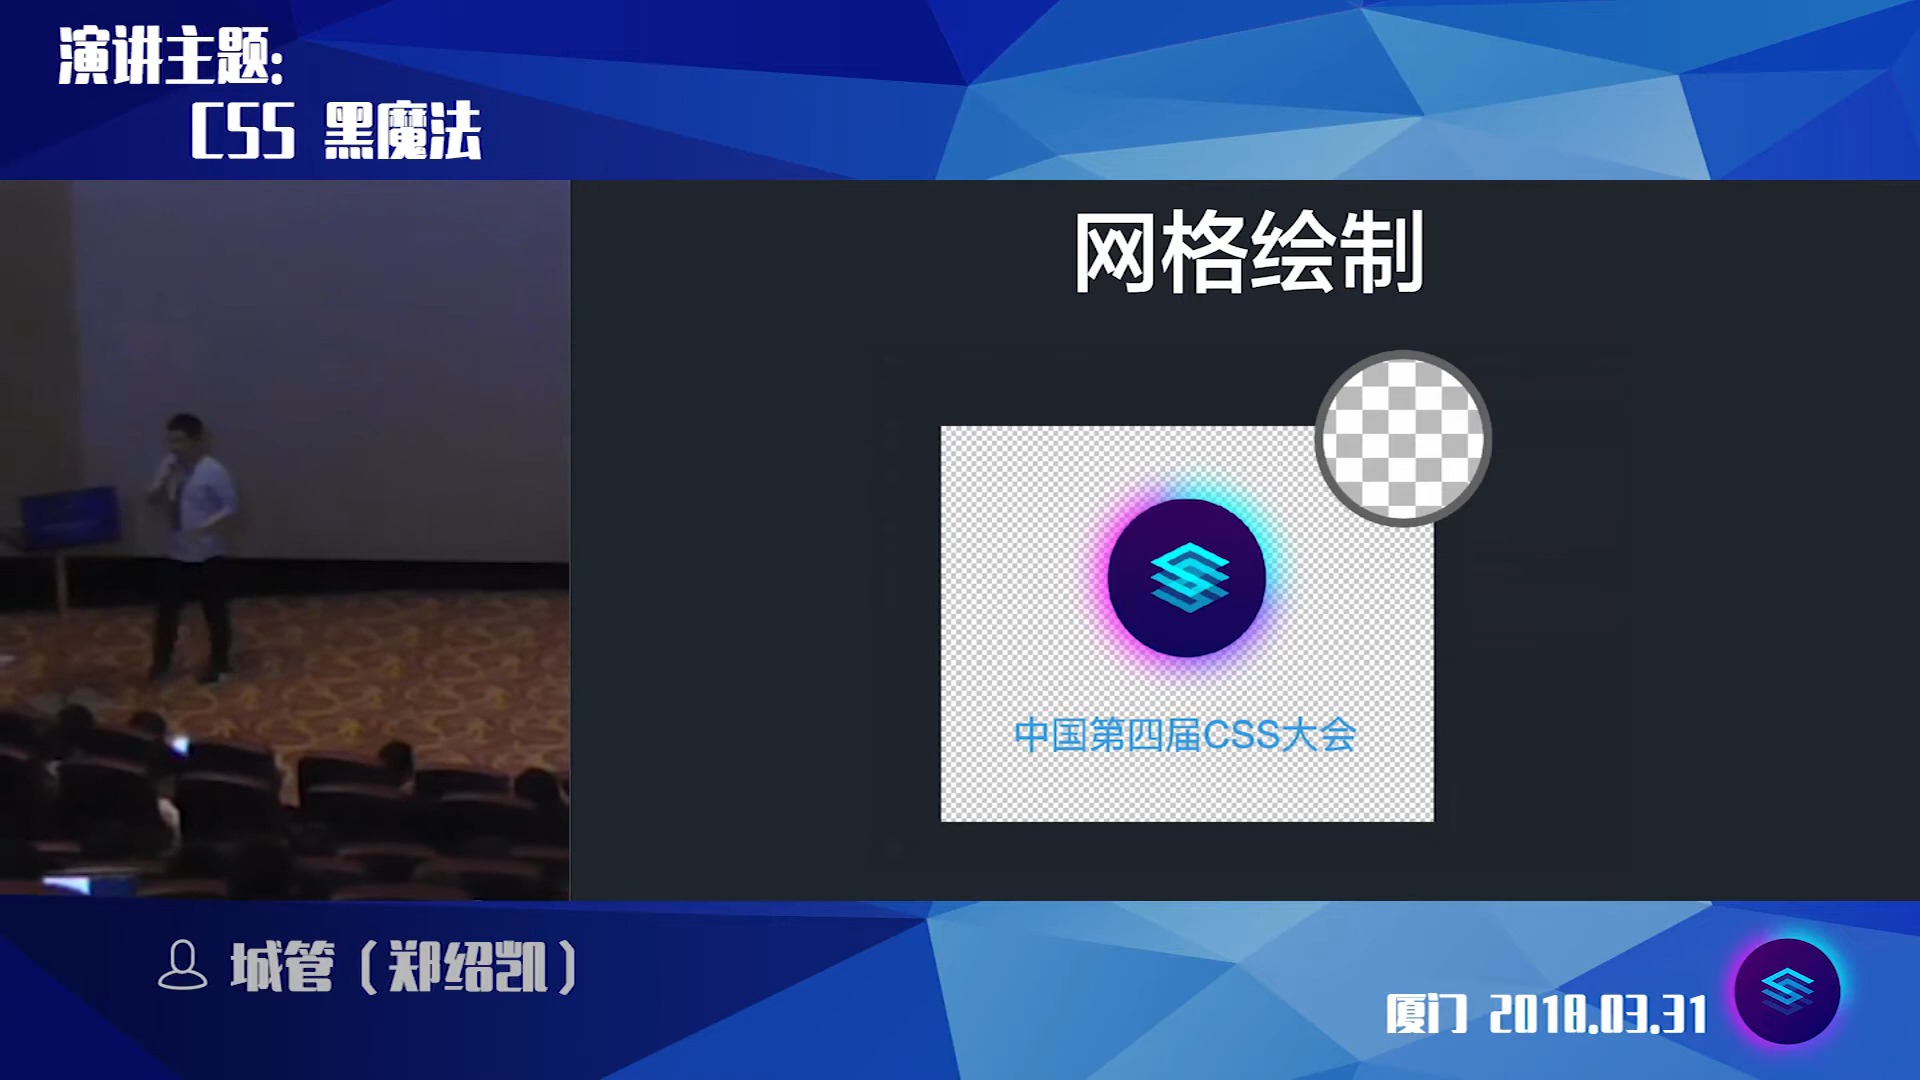 演讲主题:
CSS 黑魔法
网格绘制
中国第四届CSS大会
城管(郑绍凯)
厦门 2018.03.31